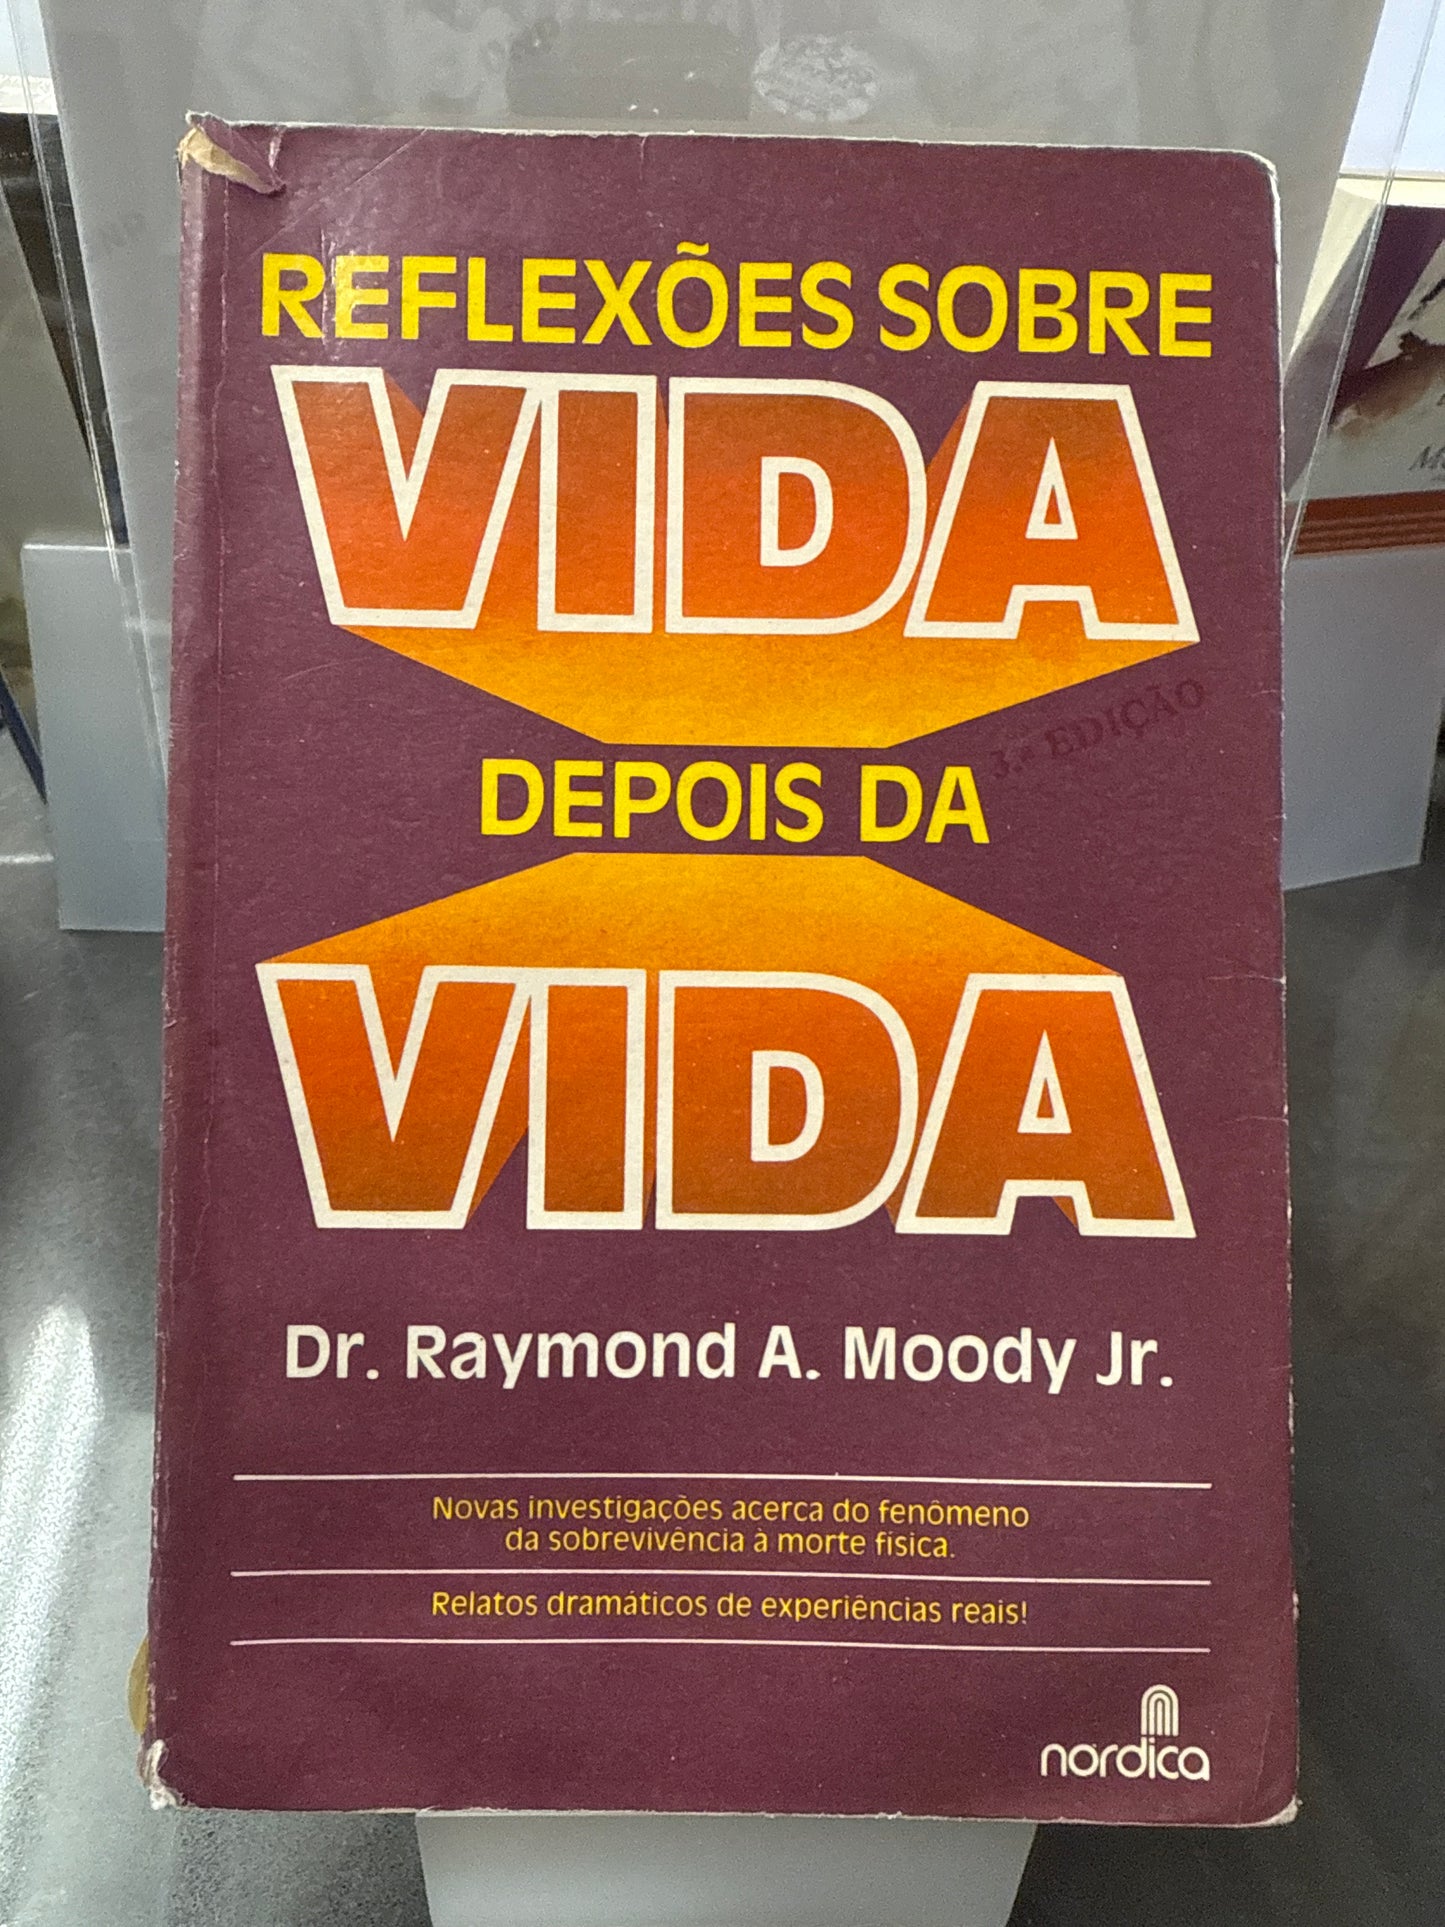 REFLEXÕES SOBRE
VIDA
3.ª EDIÇÃO
DEPOIS DA
VIDA
Dr. Raymond A. Moody Jr.
Novas investigações acerca do fenômeno
da sobrevivência à morte física.
Relatos dramáticos de experiências reais!
nórdica